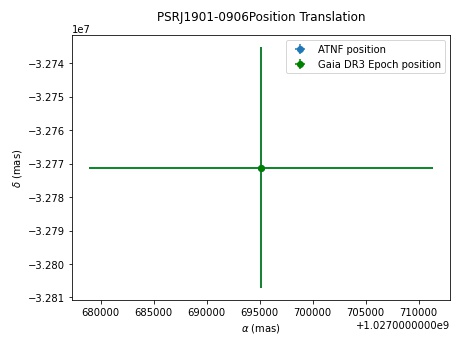 PSRJ1901-0906Position Translation
1e7
ATNF position
Gaia DR3 Epoch position
−3.274
−3.275
−3.276
−3.277
−3.278
−3.279
−3.280
−3.281
δ (mas)
680000 685000 690000 695000 700000 705000 710000
α (mas)
+1.0270000000e9